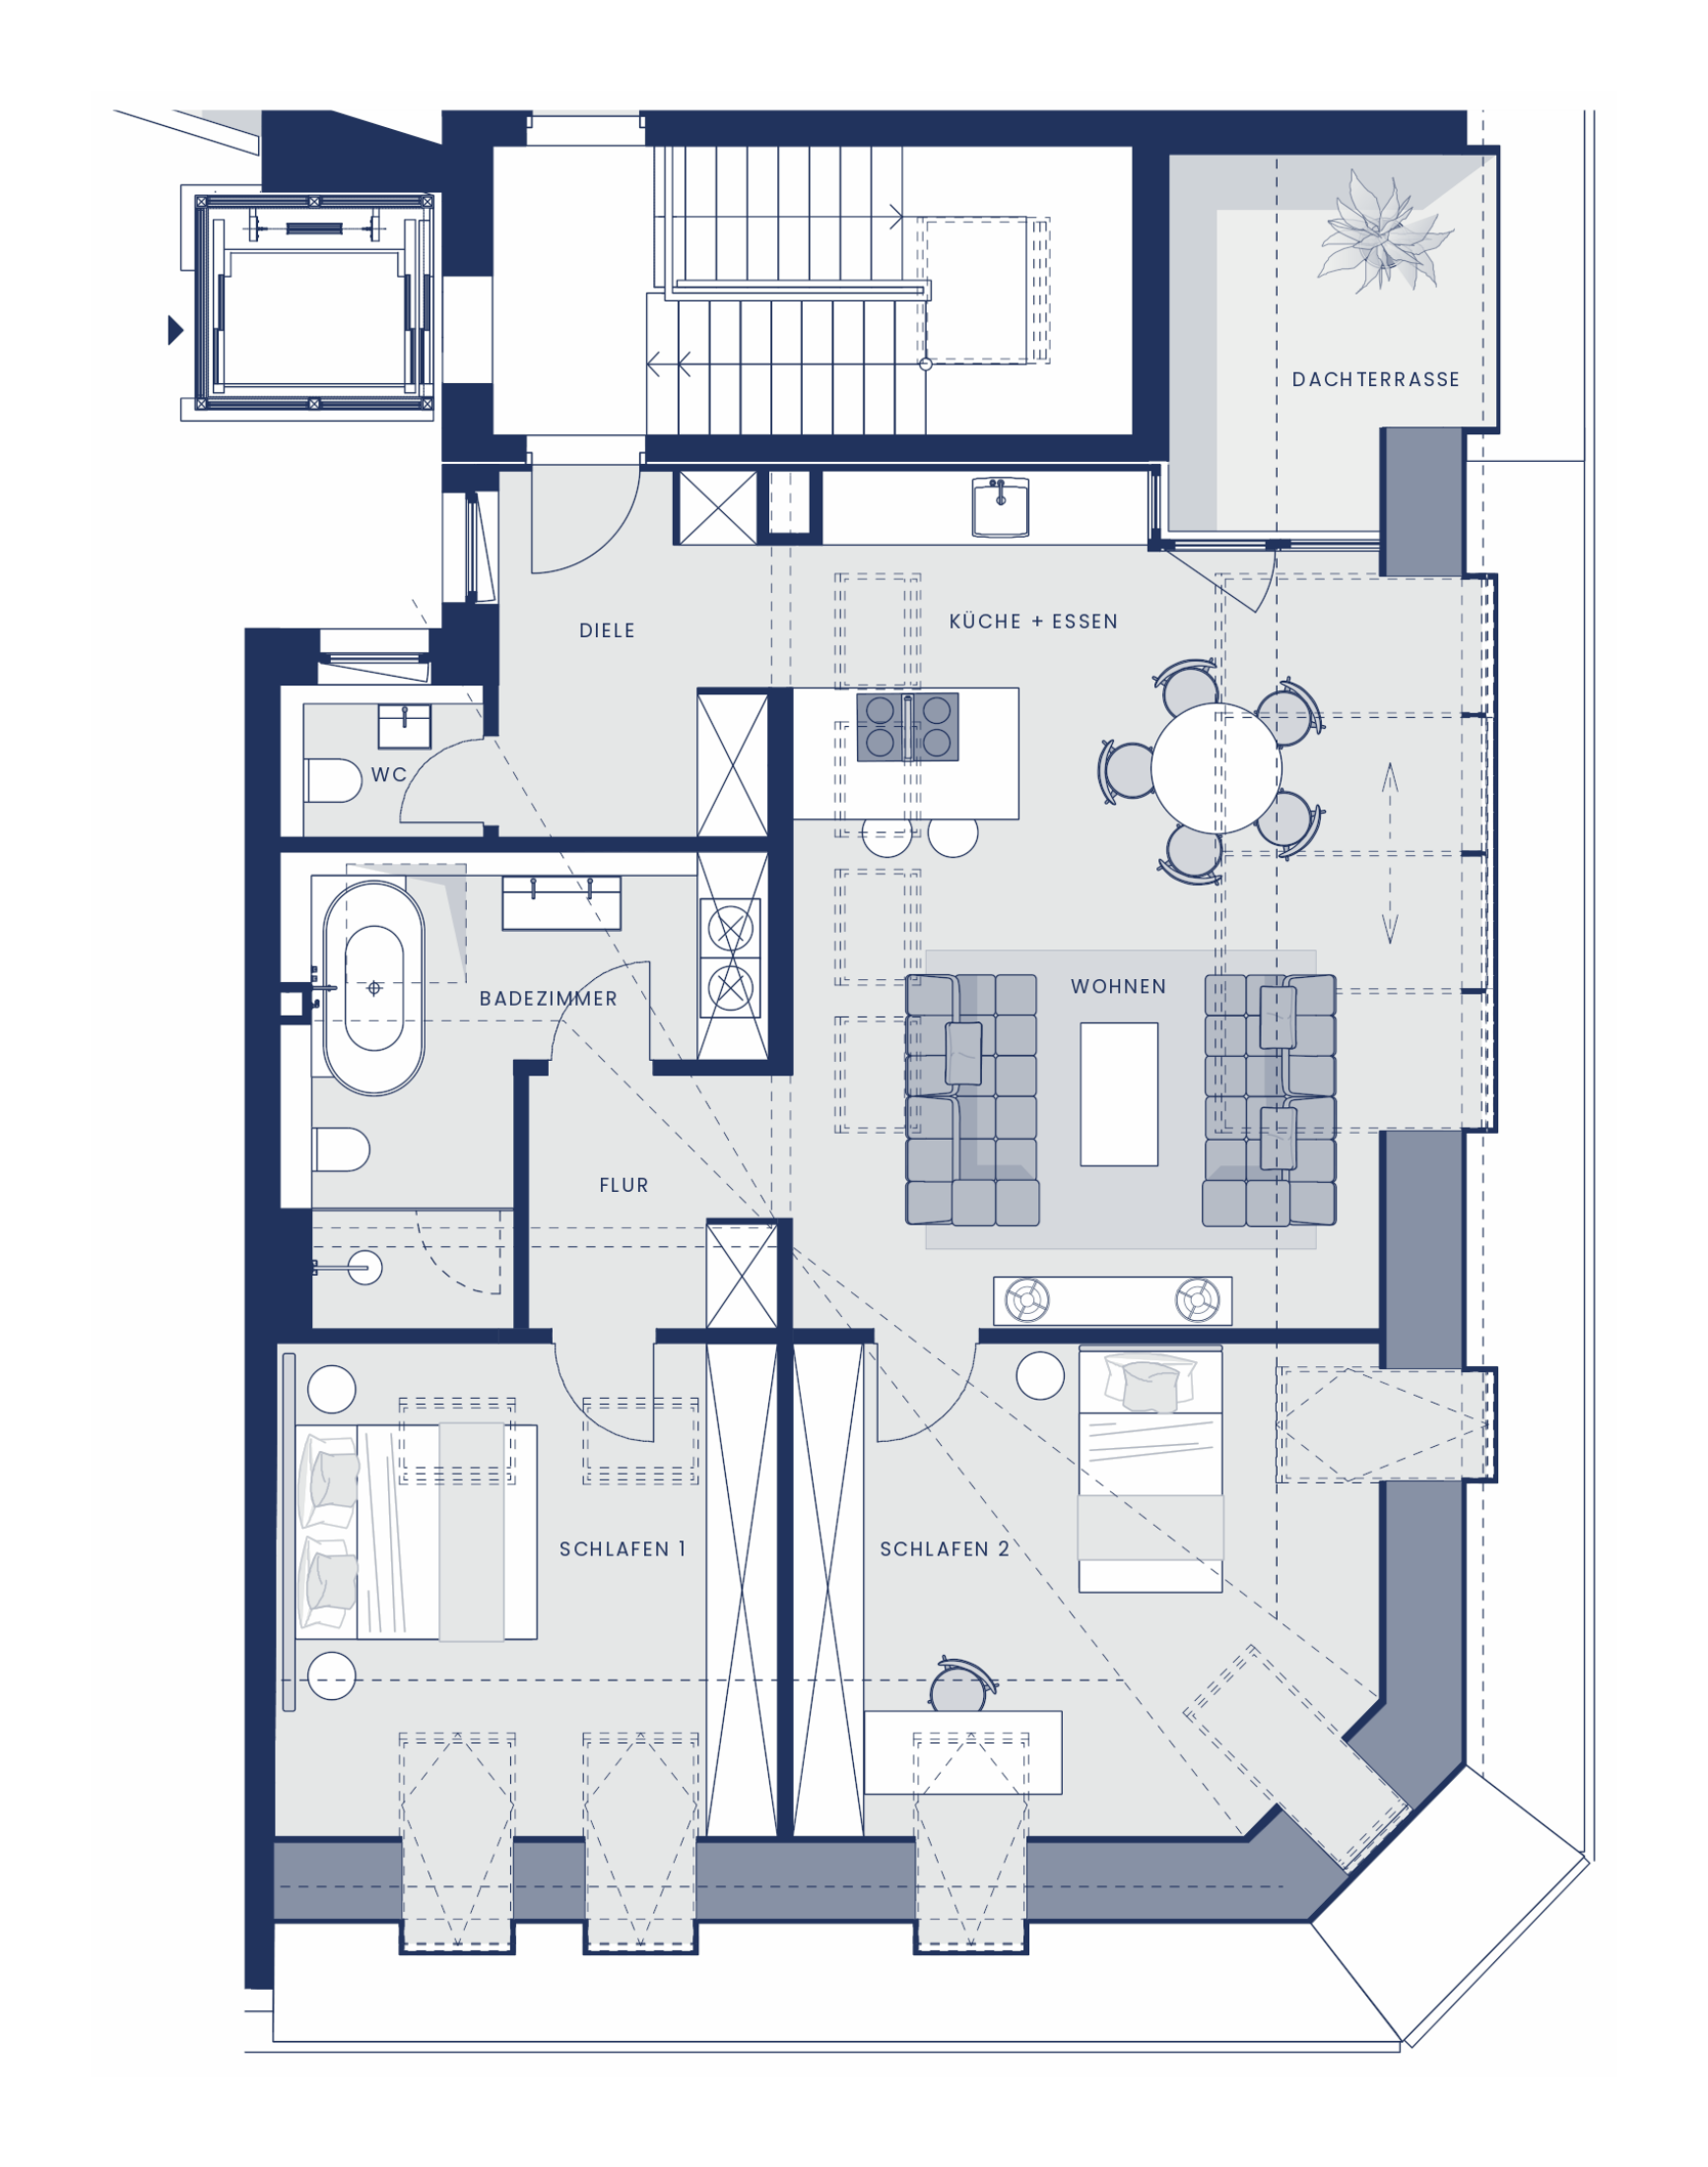 DACHTERRASSE
KÜCHE + ESSEN
DIELE
WC
WOHNEN
BADEZIMMER
FLUR
SCHLAFEN 1
SCHLAFEN 2